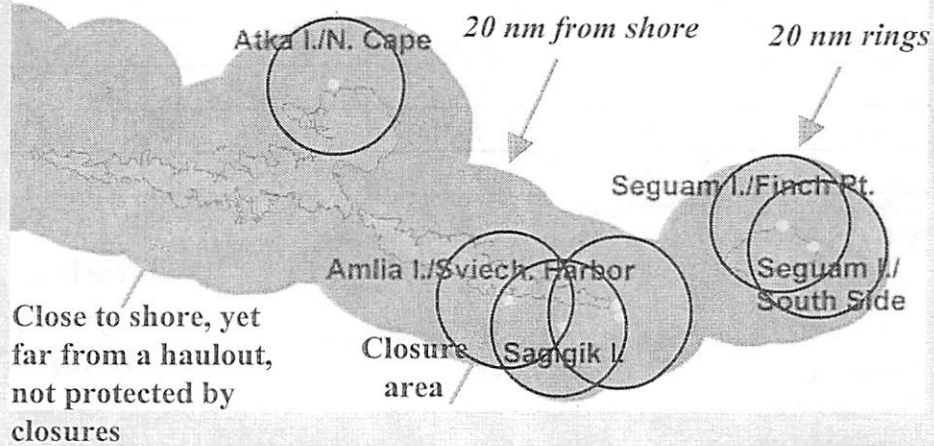 Atka I./N. Cape
20 nm from shore
20 nm rings
Seguam I./Finch Pt.
Amlia I./Sviech. Harbor
Seguam I./
South Side
Close to shore, yet
far from a haulout,
not protected by
closures
Closure
area
Sagigik I.